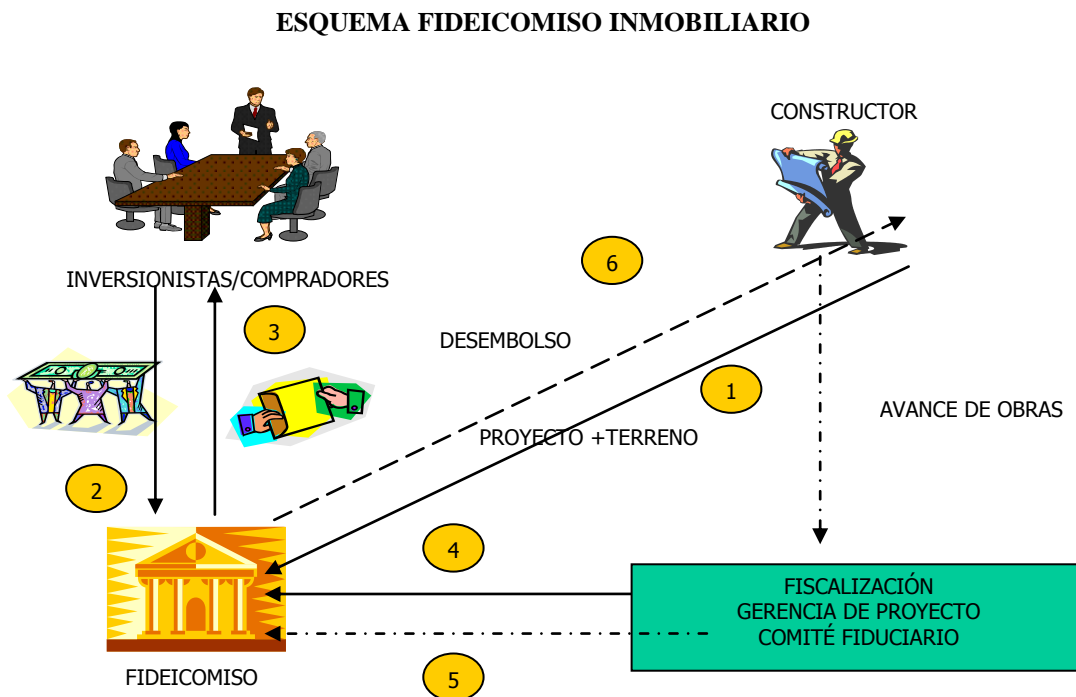 ESQUEMA FIDEICOMISO INMOBILIARIO
CONSTRUCTOR
INVERSIONISTAS/COMPRADORES
6
3
DESEMBOLSO
1
AVANCE DE OBRAS
PROYECTO +TERRENO
2
4
FISCALIZACIÓN
GERENCIA DE PROYECTO
COMITÉ FIDUCIARIO
FIDEICOMISO
5